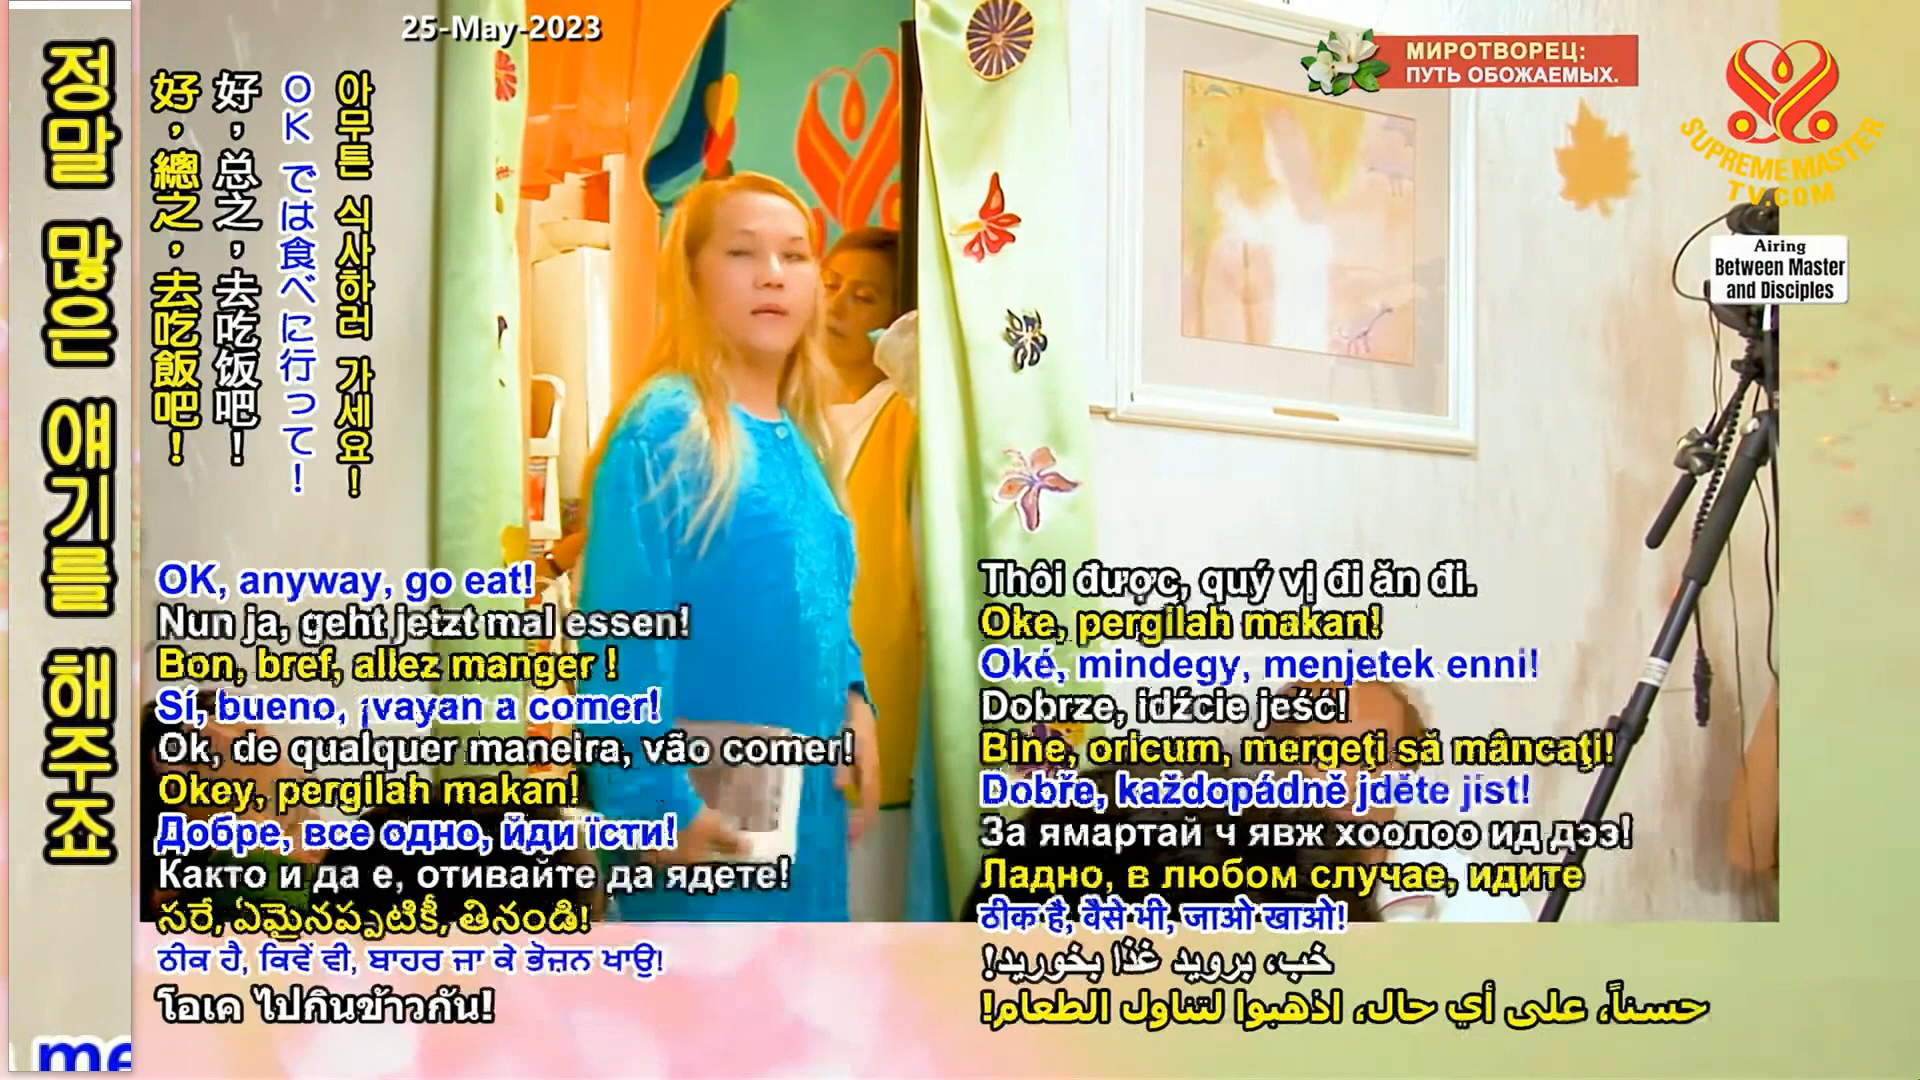 25-May-2023
МИРОТВОРЕЦ:
ПУТЬ ОБОЖАЕМЫХ.
SUPREME MASTER
TV.COM
Airing
Between Master
and Disciples
정말 많은 얘기를 해주죠
好，總之，去吃飯吧！
好，总之，去吃饭吧！
OK では食べに行って！
아무튼 식사하러 가세요!
OK, anyway, go eat!
Nun ja, geht jetzt mal essen!
Bon, bref, allez manger !
Sí, bueno, ¡vayan a comer!
Ok, de qualquer maneira, vão comer!
Okey, pergilah makan!
Добре, все одно, йди їсти!
Както и да е, отивайте да ядете!
సరే, ఏమైనప్పటికీ, తినండి!
ਠੀਕ ਹੈ, ਕਿਵੇਂ ਵੀ, ਬਾਹਰ ਜਾ ਕੇ ਭੋਜਨ ਖਾਉ!
โอเค ไปกินข้าวกัน!
Thôi được, quý vị đi ăn đi.
Oke, pergilah makan!
Oké, mindegy, menjetek enni!
Dobrze, idźcie jeść!
Bine, oricum, mergeţi să mâncaţi!
Dobře, každopádně jděte jíst!
За ямартай ч явж хоолоо ид дээ!
Ладно, в любом случае, идите
ठीक है, वैसे भी, जाओ खाओ!
خب، بروید غذا بخورید!
حسناً، على أي حال، اذهبوا لتناول الطعام!
me